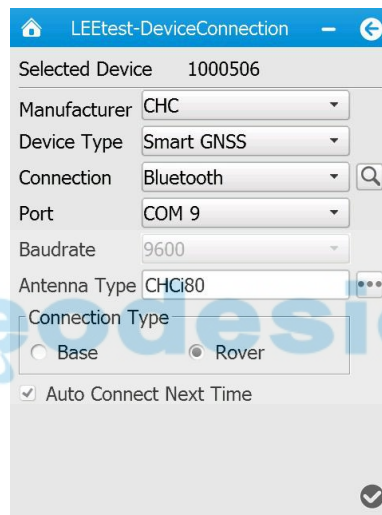 LEEtest-DeviceConnection
Selected Device 1000506
Manufacturer CHC
Device Type Smart GNSS
Connection Bluetooth
Port COM 9
Baudrate 9600
Antenna Type CHCi80
Connection Type
Base Rover
Auto Connect Next Time